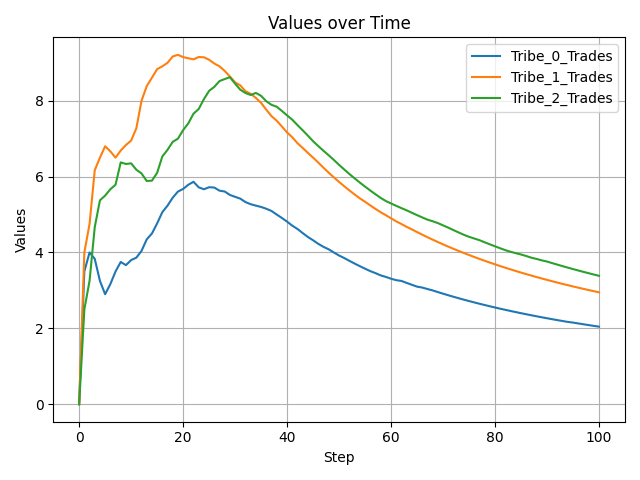 Values over Time
Tribe_0_Trades
Tribe_1_Trades
Tribe_2_Trades
Values
8
6
4
2
0
0 20 40 60 80 100
Step